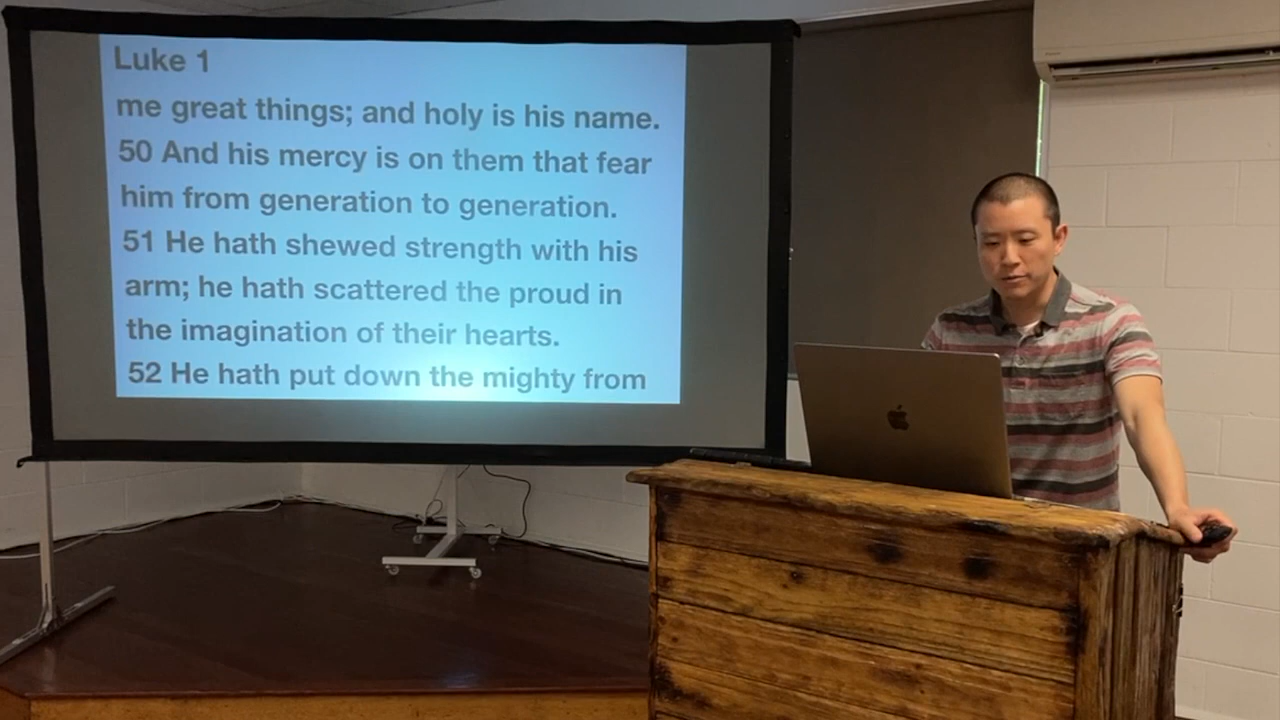 Luke 1
me great things; and holy is his name.
50 And his mercy is on them that fear
him from generation to generation.
51 He hath shewed strength with his
arm; he hath scattered the proud in
the imagination of their hearts.
52 He hath put down the mighty from